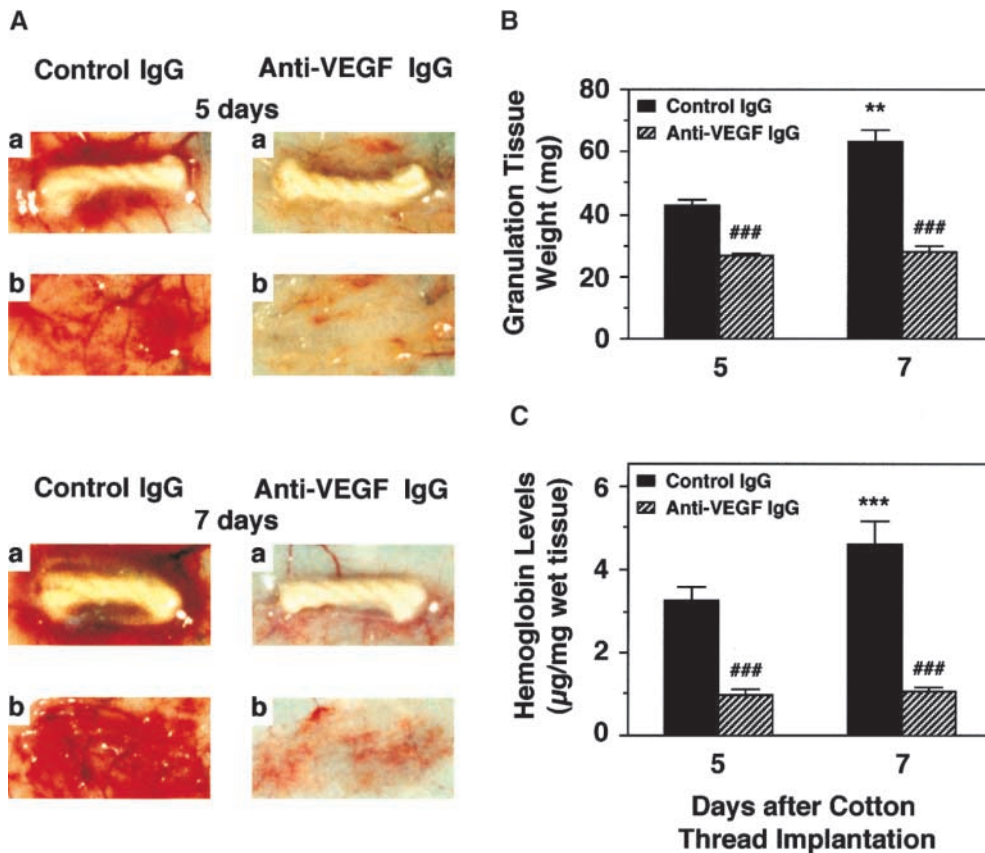 A
Control IgG
Anti-VEGF IgG
5 days
a
a
b
b
Control IgG
Anti-VEGF IgG
7 days
a
a
b
b
B
Granulation Tissue
Weight (mg)
80
60
40
20
0
Control IgG
Anti-VEGF IgG
###
**
###
5
7
C
Hemoglobin Levels
(µg/mg wet tissue)
6
4
2
0
Control IgG
Anti-VEGF IgG
###
***
###
5
7
Days after Cotton
Thread Implantation